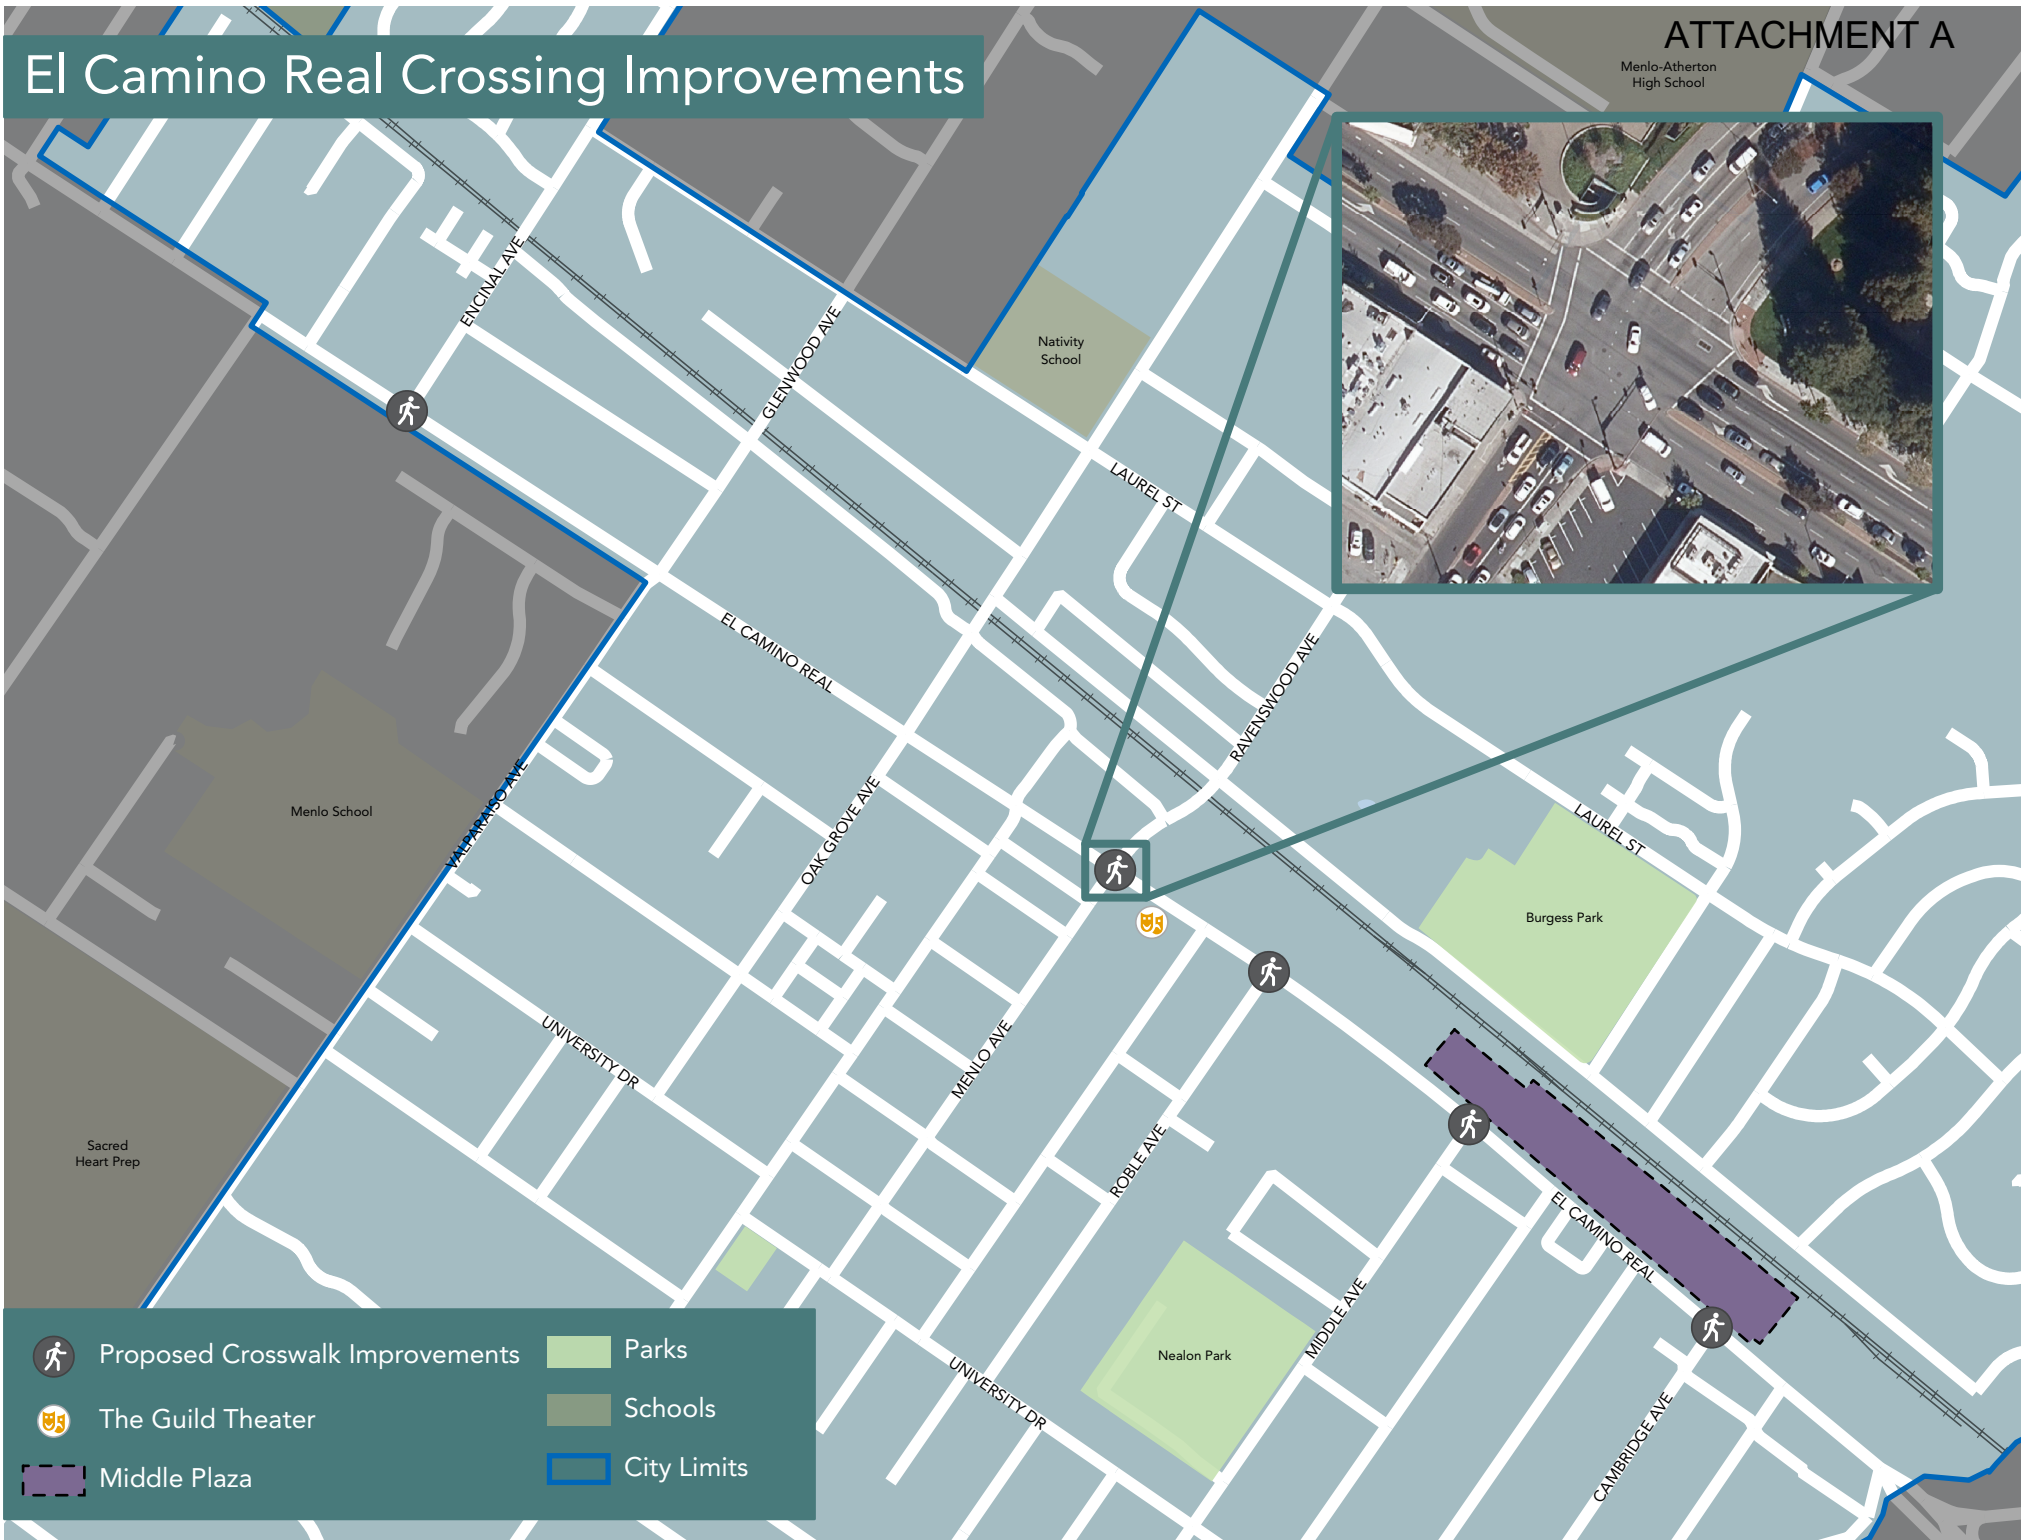 ATTACHMENT A
El Camino Real Crossing Improvements
Menlo-Atherton
High School
ENCINAL AVE
GLENWOOD AVE
Nativity
School
LAUREL ST
EL CAMINO REAL
RAVENSWOOD AVE
VALPARAISO AVE
Menlo School
OAK GROVE AVE
LAUREL ST
Burgess Park
UNIVERSITY DR
MENLO AVE
Sacred
Heart Prep
ROBLE AVE
EL CAMINO REAL
MIDDLE AVE
Nealon Park
UNIVERSITY DR
CAMBRIDGE AVE
Proposed Crosswalk Improvements
The Guild Theater
Middle Plaza
Parks
Schools
City Limits